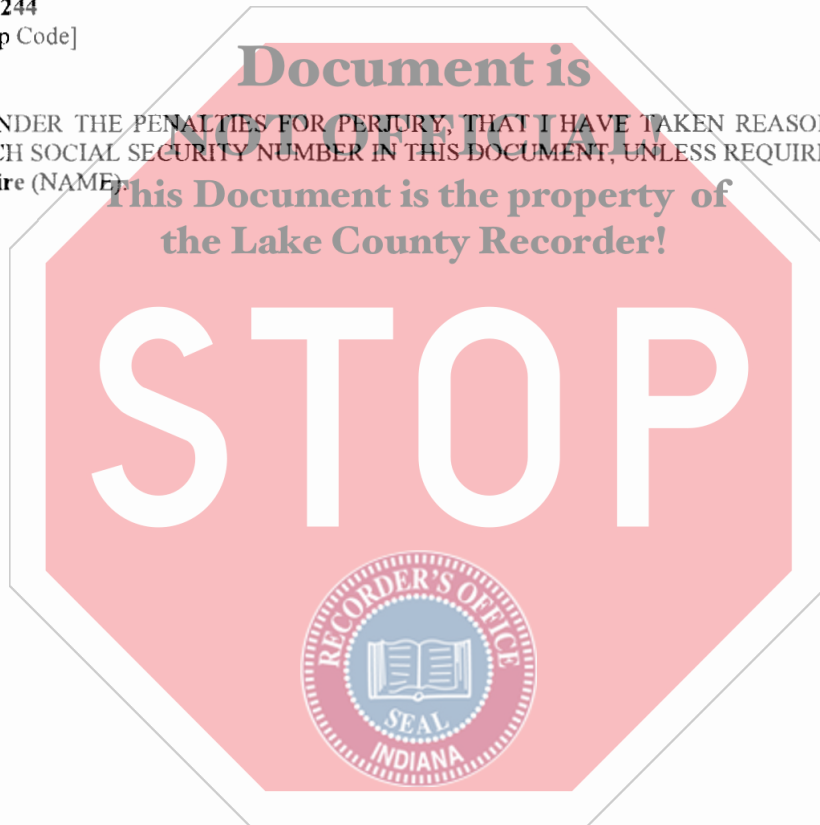 244
p Code]
Document is
NDER THE PENALTIES FOR PERJURY, THAT I HAVE TAKEN REASO
NOT OFFICIAL!
CH SOCIAL SECURITY NUMBER IN THIS DOCUMENT, UNLESS REQUIR
ire (NAME).
This Document is the property of
the Lake County Recorder!
STOP
RECORDER'S OFFICE
SEAL
INDIANA